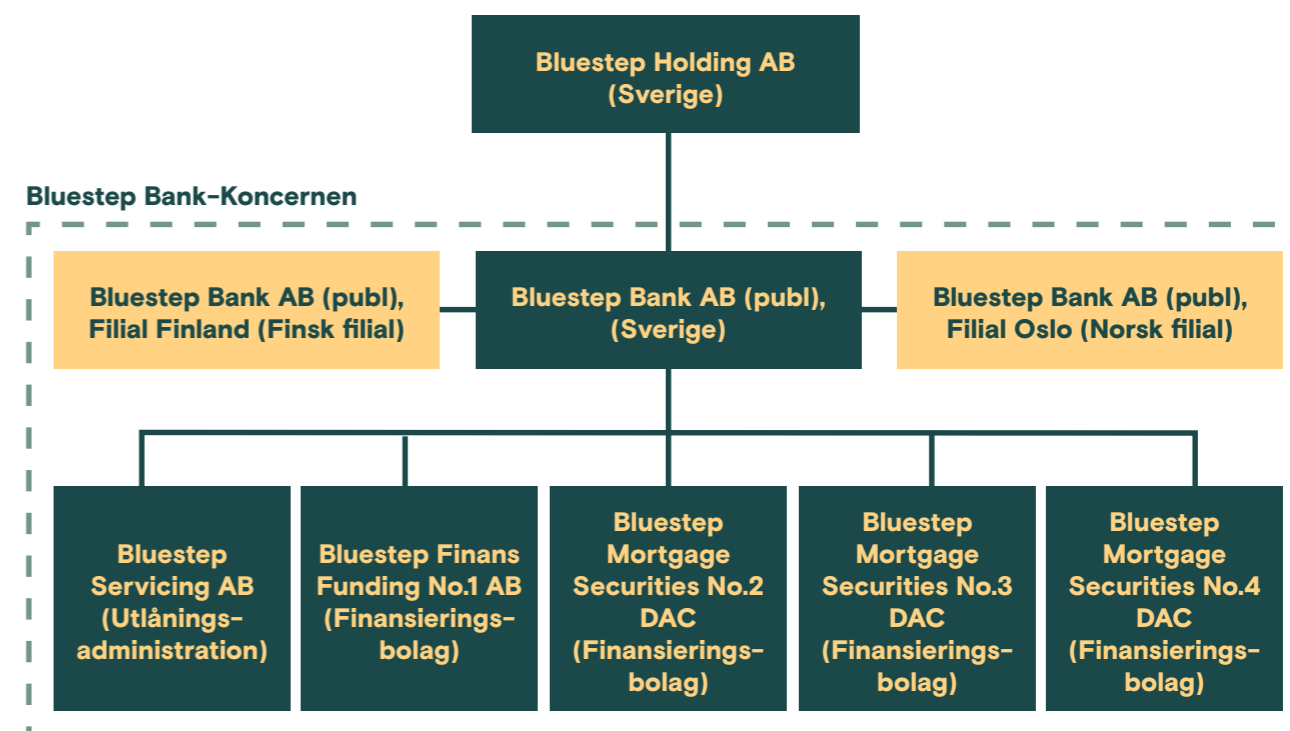 Bluestep Holding AB
(Sverige)
Bluestep Bank-Koncernen
Bluestep Bank AB (publ),
Filial Finland (Finsk filial)
Bluestep Bank AB (publ),
(Sverige)
Bluestep Bank AB (publ),
Filial Oslo (Norsk filial)
Bluestep
Servicing AB
(Utlånings-
administration)
Bluestep Finans
Funding No.1 AB
(Finansierings-
bolag)
Bluestep
Mortgage
Securities No.2
DAC
(Finansierings-
bolag)
Bluestep
Mortgage
Securities No.3
DAC
(Finansierings-
bolag)
Bluestep
Mortgage
Securities No.4
DAC
(Finansierings-
bolag)